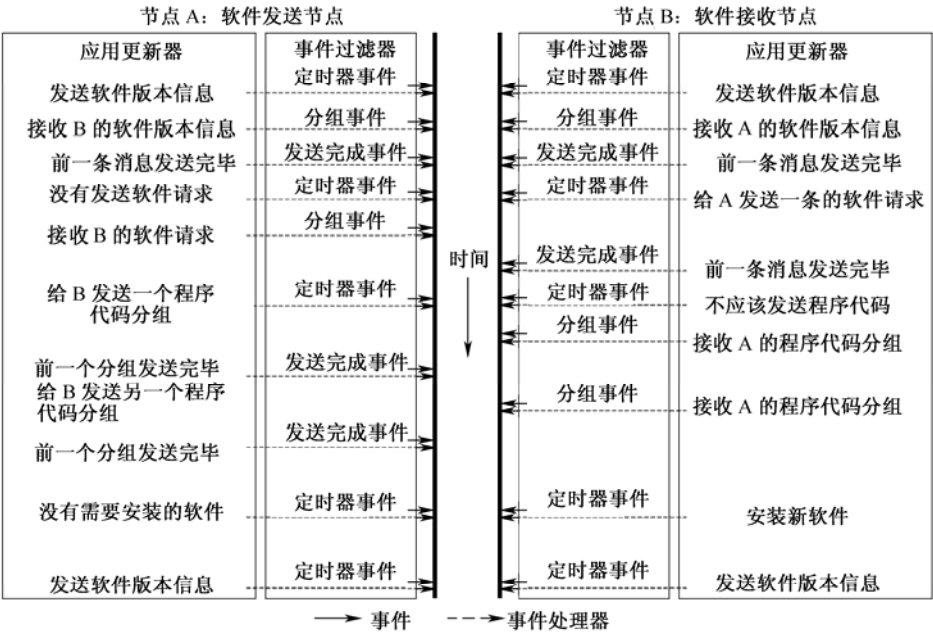 节点 A：软件发送节点
节点 B：软件接收节点
应用更新器
事件过滤器
事件过滤器
应用更新器
发送软件版本信息
定时器事件
定时器事件
发送软件版本信息
接收 B 的软件版本信息
分组事件
分组事件
接收 A 的软件版本信息
前一条消息发送完毕
发送完成事件
发送完成事件
前一条消息发送完毕
没有发送软件请求
定时器事件
定时器事件
给 A 发送一条的软件请求
接收 B 的软件请求
分组事件
时间
发送完成事件
前一条消息发送完毕
给 B 发送一个程序
代码分组
定时器事件
定时器事件
不应该发送程序代码
分组事件
接收 A 的程序代码分组
前一个分组发送完毕
发送完成事件
给 B 发送另一个程序
代码分组
分组事件
接收 A 的程序代码分组
前一个分组发送完毕
发送完成事件
没有需要安装的软件
定时器事件
定时器事件
安装新软件
发送软件版本信息
定时器事件
定时器事件
发送软件版本信息
事件
事件处理器